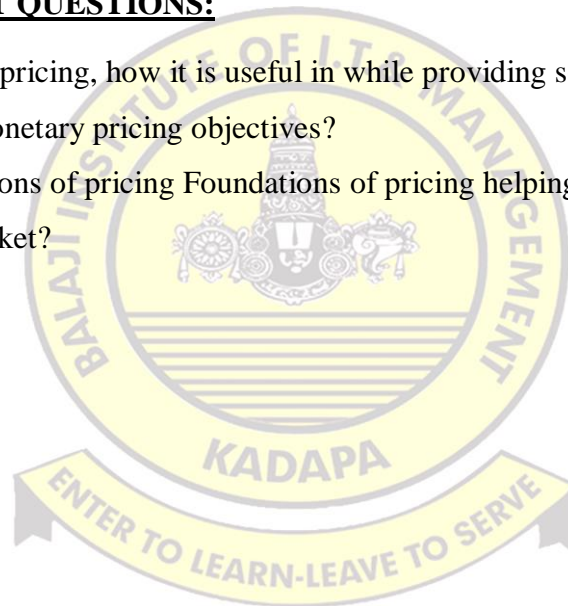 QUESTIONS:
pricing, how it is useful in while providing s
onetary pricing objectives?
ons of pricing Foundations of pricing helping
ket?
BALAJI INSTITUTE OF I.T & MANAGEMENT
KADAPA
ENTER TO LEARN-LEAVE TO SERVE